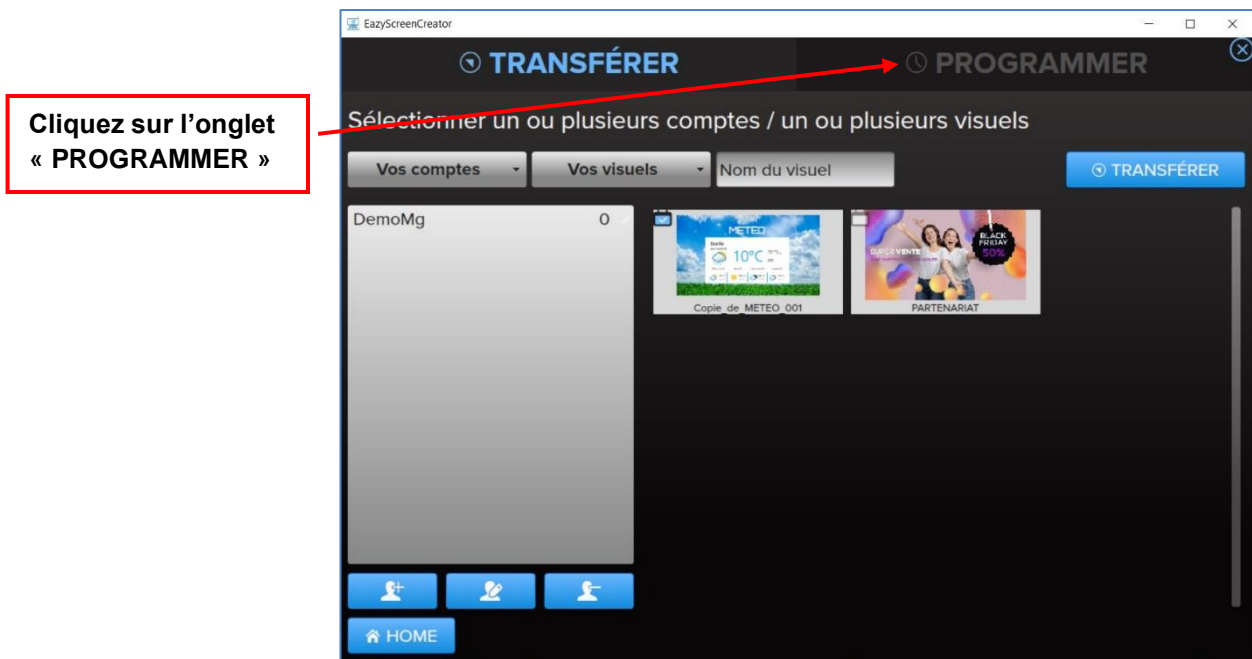 EazyScreenCreator
TRANSFÉRER
PROGRAMMER
Cliquez sur l’onglet
« PROGRAMMER »
Sélectionner un ou plusieurs comptes / un ou plusieurs visuels
Vos comptes
Vos visuels
Nom du visuel
TRANSFÉRER
DemoMg 0
METEO
10°C
Copie_de_METEO_001
SUPER VENTE
BLACK
FRIDAY
50%
PARTENARIAT
HOME